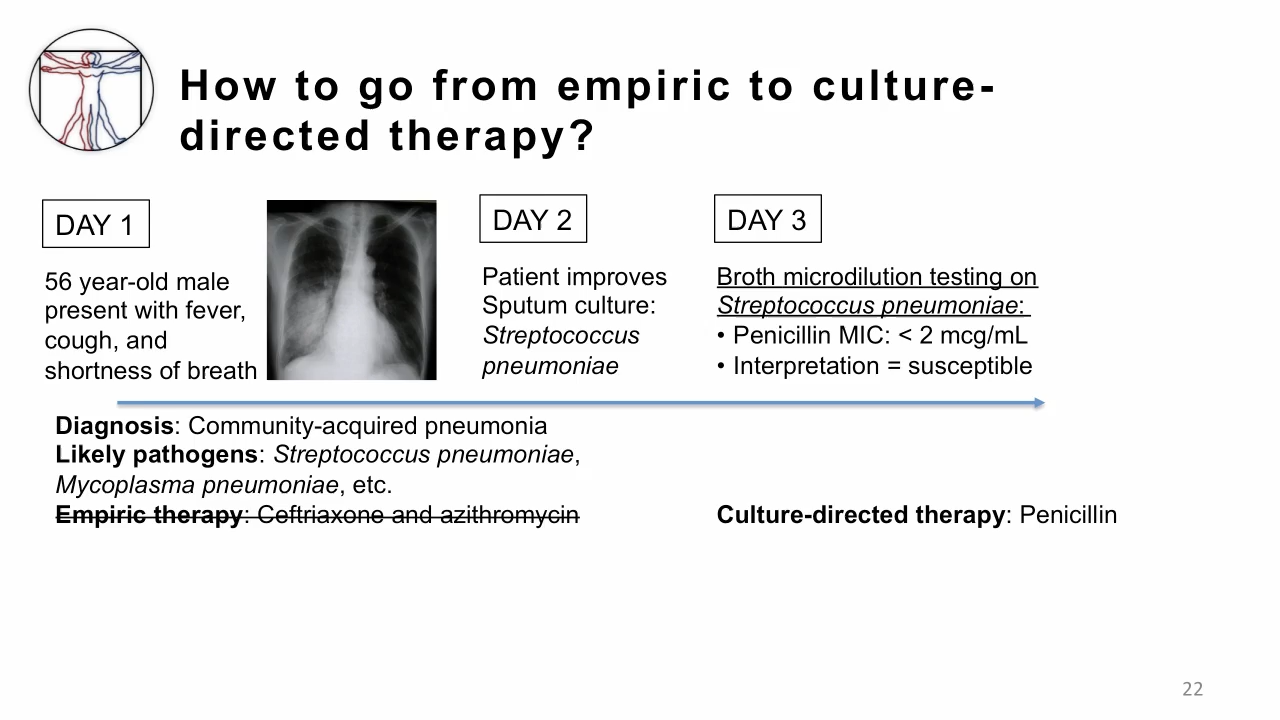 How to go from empiric to culture-
directed therapy?
DAY 1
56 year-old male
present with fever,
cough, and
shortness of breath
DAY 2
Patient improves
Sputum culture:
Streptococcus
pneumoniae
DAY 3
Broth microdilution testing on
Streptococcus pneumoniae:
• Penicillin MIC: < 2 mcg/mL
• Interpretation = susceptible
Diagnosis: Community-acquired pneumonia
Likely pathogens: Streptococcus pneumoniae,
Mycoplasma pneumoniae, etc.
Empiric therapy: Ceftriaxone and azithromycin
Culture-directed therapy: Penicillin
22